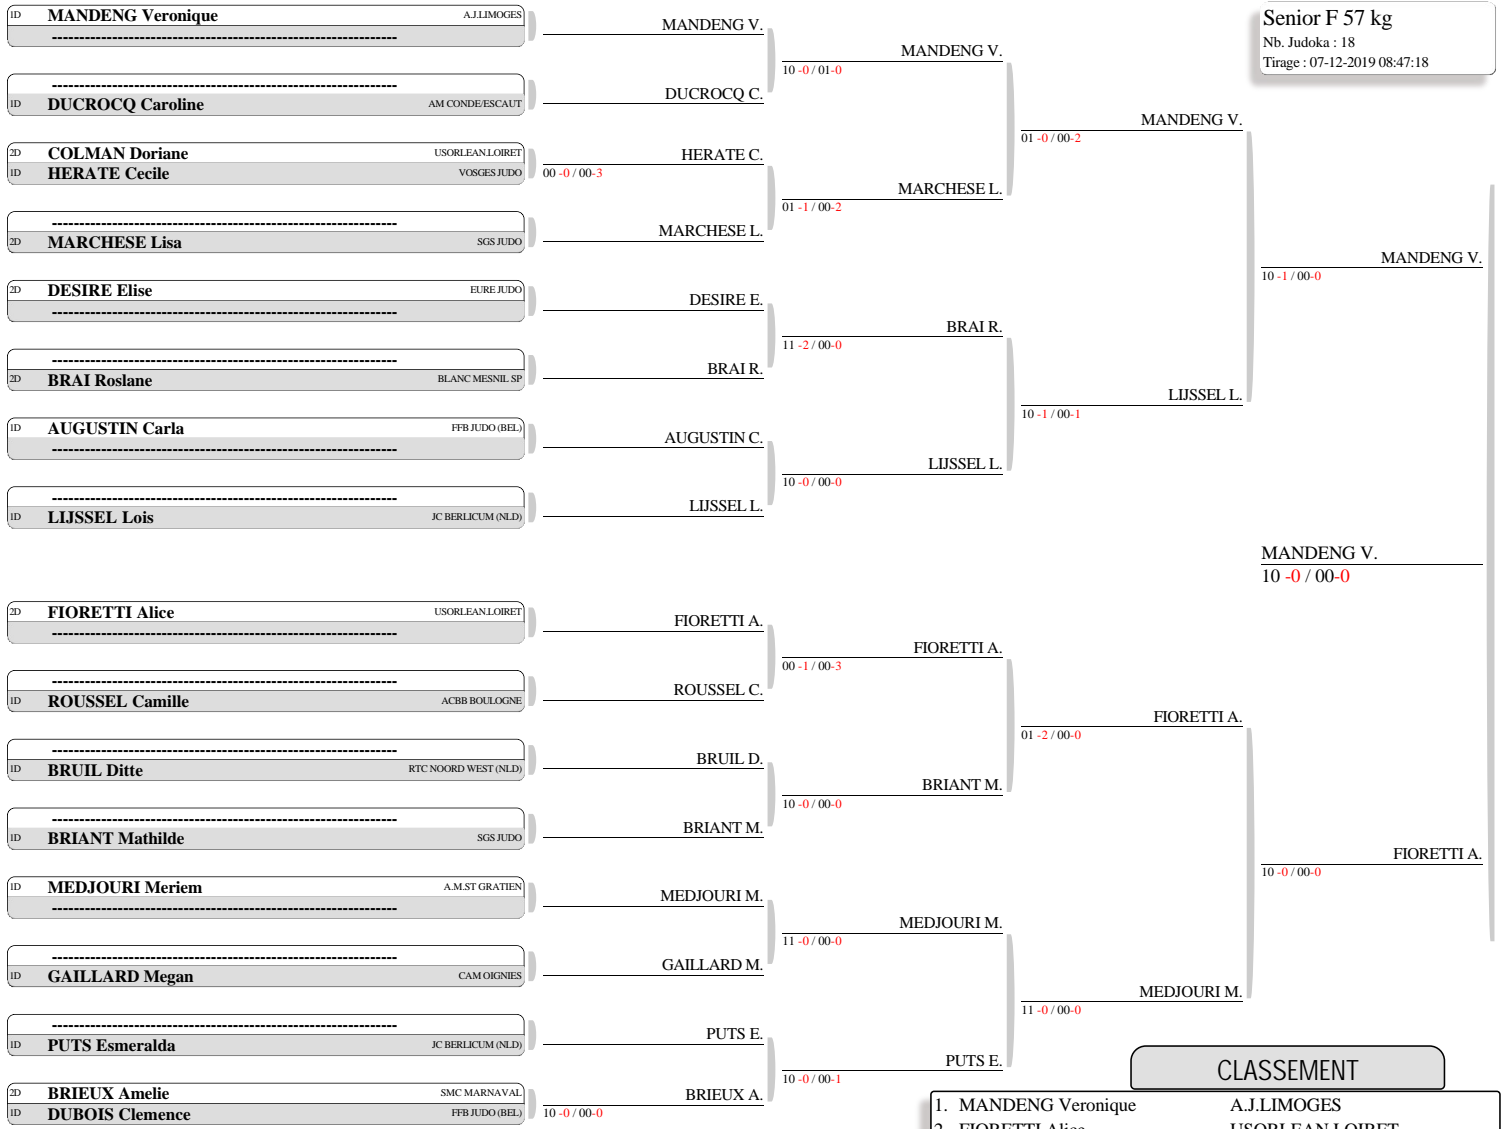 Senior F 57 kg
Nb. Judoka : 18
Tirage : 07-12-2019 08:47:18
1D MANDENG Veronique A.J.LIMOGES
------------------------------------------------------------------
------------------------------------------------------------------
1D DUCROCQ Caroline AM CONDE/ESCAUT
2D COLMAN Doriane USORLEAN.LOIRET
1D HERATE Cecile VOSGES JUDO
------------------------------------------------------------------
2D MARCHESE Lisa SGS JUDO
2D DESIRE Elise EURE JUDO
------------------------------------------------------------------
------------------------------------------------------------------
2D BRAI Roslane BLANC MESNIL SP
1D AUGUSTIN Carla FFB JUDO (BEL)
------------------------------------------------------------------
------------------------------------------------------------------
1D LIJSSEL Lois JC BERLICUM (NLD)
2D FIORETTI Alice USORLEAN.LOIRET
------------------------------------------------------------------
------------------------------------------------------------------
1D ROUSSEL Camille ACBB BOULOGNE
------------------------------------------------------------------
1D BRUIL Ditte RTC NOORD WEST (NLD)
------------------------------------------------------------------
1D BRIANT Mathilde SGS JUDO
1D MEDJOURI Meriem A.M.ST GRATIEN
------------------------------------------------------------------
------------------------------------------------------------------
1D GAILLARD Megan CAM OIGNIES
------------------------------------------------------------------
1D PUTS Esmeralda JC BERLICUM (NLD)
2D BRIEUX Amelie SMC MARNAVAL
1D DUBOIS Clemence FFB JUDO (BEL)
MANDENG V.
DUCROCQ C.
HERATE C.
00 -0 / 00-3
MARCHESE L.
DESIRE E.
BRAI R.
AUGUSTIN C.
LIJSSEL L.
FIORETTI A.
ROUSSEL C.
BRUIL D.
BRIANT M.
MEDJOURI M.
GAILLARD M.
PUTS E.
BRIEUX A.
10 -0 / 00-0
MANDENG V.
10 -0 / 01-0
MARCHESE L.
01 -1 / 00-2
BRAI R.
11 -2 / 00-0
LIJSSEL L.
10 -0 / 00-0
FIORETTI A.
00 -1 / 00-3
BRIANT M.
10 -0 / 00-0
MEDJOURI M.
11 -0 / 00-0
PUTS E.
10 -0 / 00-1
MANDENG V.
01 -0 / 00-2
LIJSSEL L.
10 -1 / 00-1
FIORETTI A.
01 -2 / 00-0
MEDJOURI M.
11 -0 / 00-0
MANDENG V.
10 -1 / 00-0
FIORETTI A.
10 -0 / 00-0
MANDENG V.
10 -0 / 00-0
CLASSEMENT
1. MANDENG Veronique A.J.LIMOGES
2. FIORETTI Alice USORLEAN.LOIRET